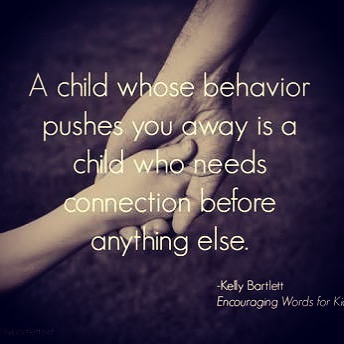 A child whose behavior
pushes you away is a
child who needs
connection before
anything else.
-Kelly Bartlett
Encouraging Words for Ki